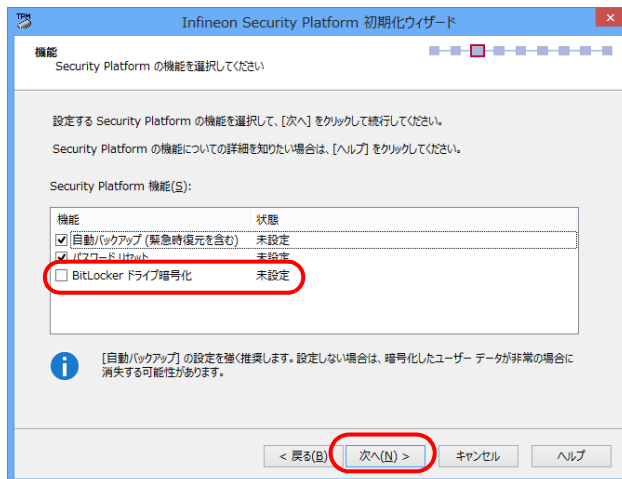 TPM
Infineon Security Platform 初期化ウィザード
機能
Security Platform の機能を選択してください
設定する Security Platform の機能を選択して、[次へ] をクリックして続行してください。
Security Platform の機能についての詳細を知りたい場合は、[ヘルプ] をクリックしてください。
Security Platform 機能(S):
機能 状態
自動バックアップ (緊急時復元を含む) 未設定
パスワード リセット 未設定
BitLocker ドライブ暗号化 未設定
[自動バックアップ] の設定を強く推奨します。設定しない場合は、暗号化したユーザー データが非常の場合に
消失する可能性があります。
< 戻る(B) 次へ(N) > キャンセル ヘルプ